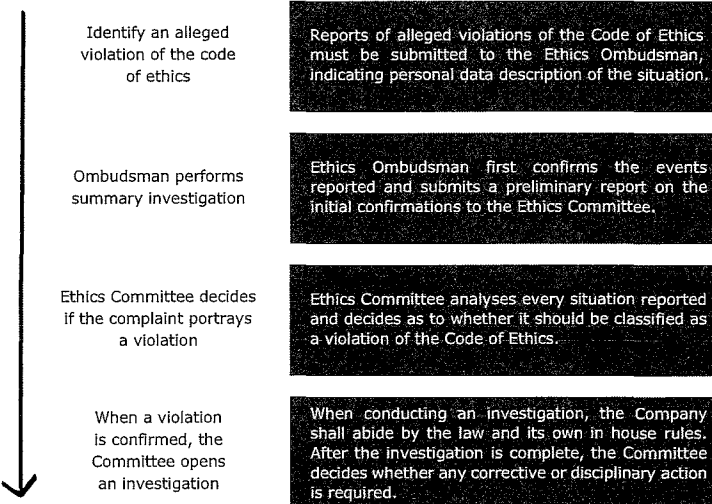 Identify an alleged
violation of the code
of ethics
Reports of alleged violations of the Code of Ethics
must be submitted to the Ethics Ombudsman,
indicating personal data description of the situation.
Ombudsman performs
summary investigation
Ethics Ombudsman first confirms the events
reported and submits a preliminary report on the
initial confirmations to the Ethics Committee.
Ethics Committee decides
if the complaint portrays
a violation
Ethics Committee analyses every situation reported
and decides as to whether it should be classified as
a violation of the Code of Ethics.
When a violation
is confirmed, the
Committee opens
an investigation
When conducting an investigation, the Company
shall abide by the law and its own in house rules.
After the investigation is complete, the Committee
decides whether any corrective or disciplinary action
is required.